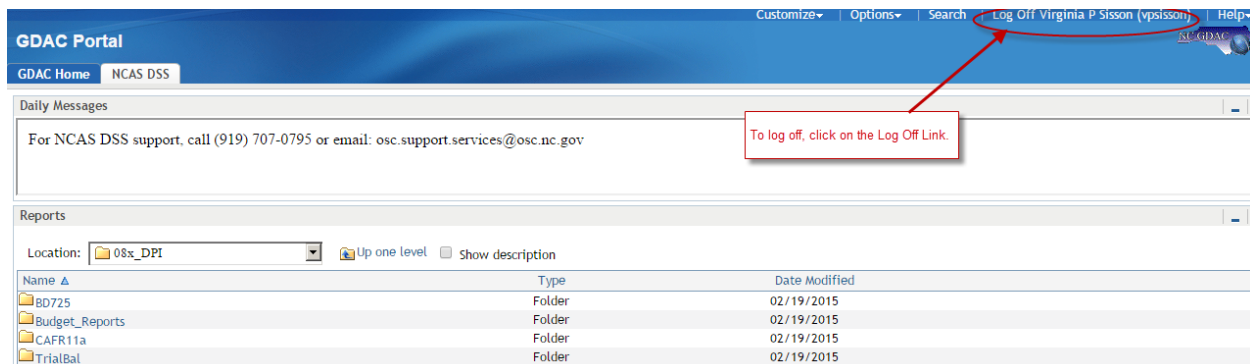 Customize | Options | Search | Log Off Virginia P Sisson (vpsisson) | Help
GDAC Portal
NC GDAC
GDAC Home NCAS DSS
Daily Messages
For NCAS DSS support, call (919) 707-0795 or email: osc.support.services@osc.nc.gov
To log off, click on the Log Off Link.
Reports
Location: 08x_DPI Up one level Show description
Name Type Date Modified
BD725 Folder 02/19/2015
Budget_Reports Folder 02/19/2015
CAFR11a Folder 02/19/2015
TrialBal Folder 02/19/2015